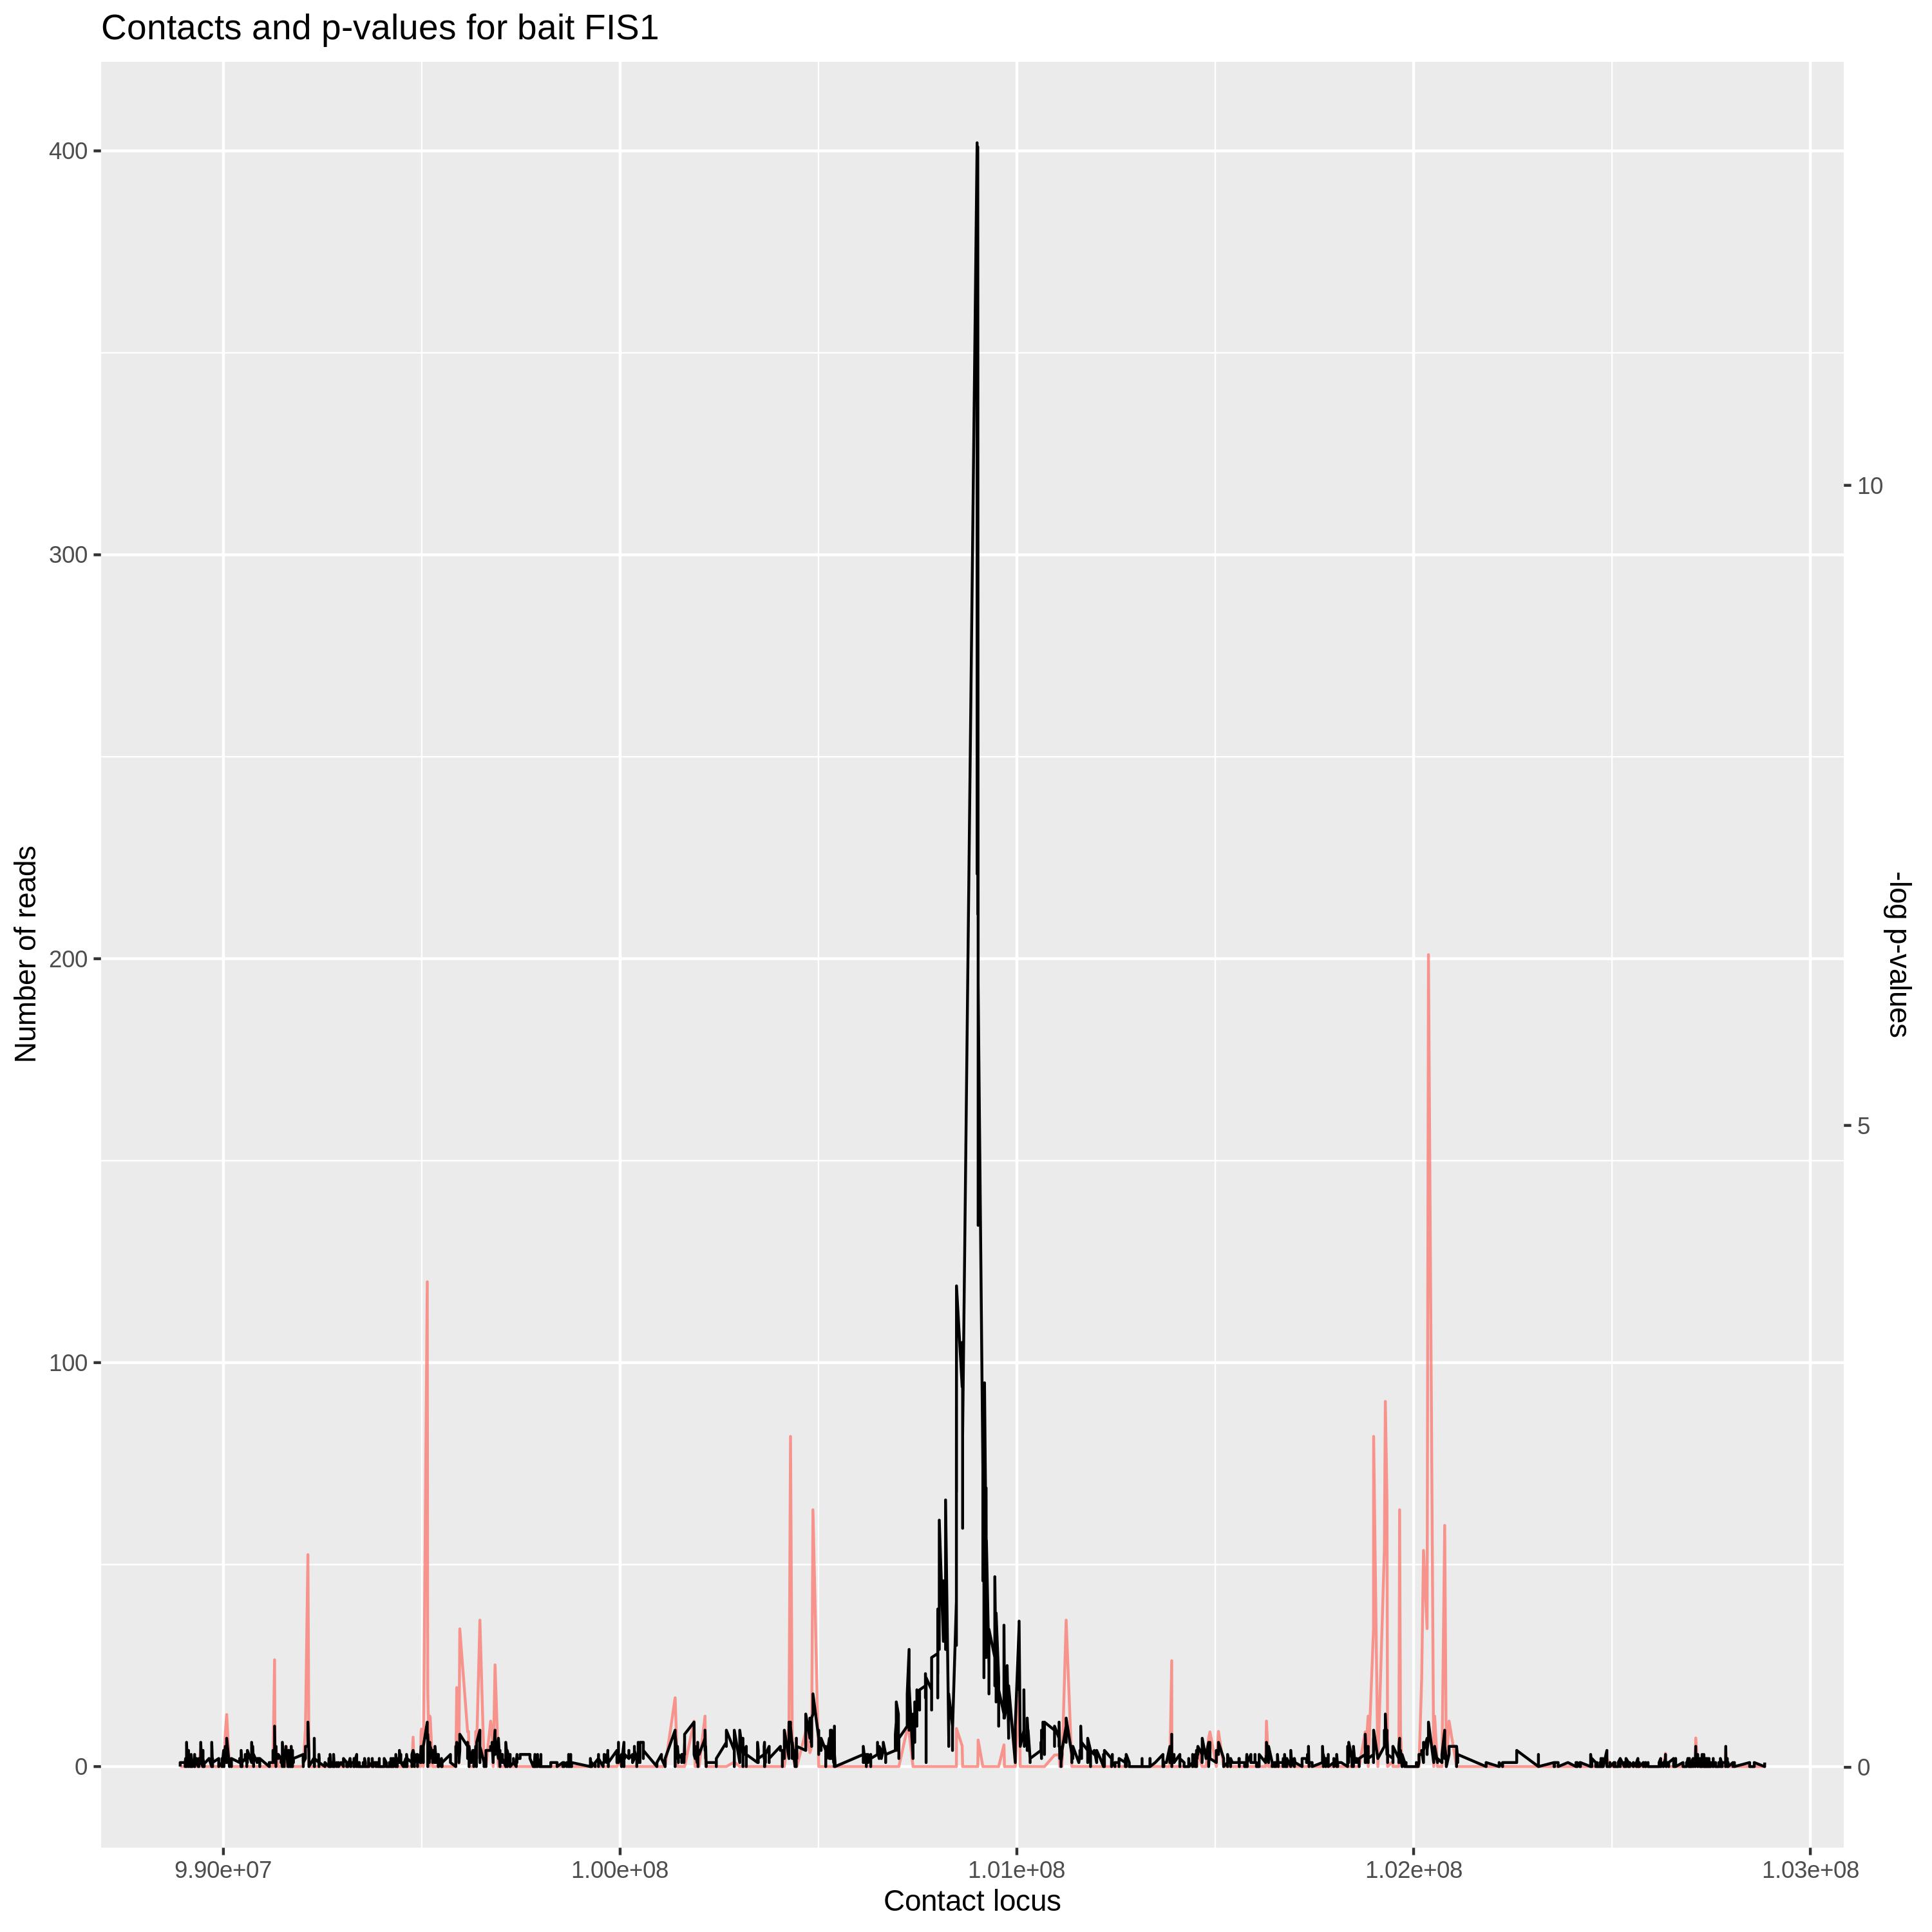 Contacts and p-values for bait FIS1
400
300
200
100
0
10
5
0
Number of reads
-log p-values
9.90e+07 1.00e+08 1.01e+08 1.02e+08 1.03e+08
Contact locus